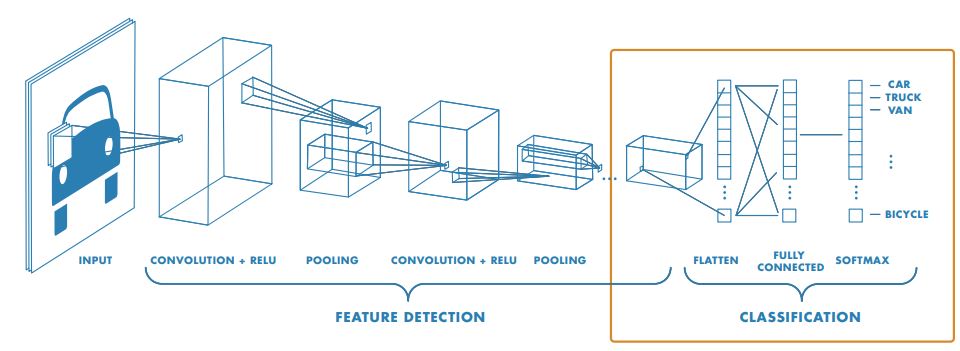 CAR
TRUCK
VAN
BICYCLE
INPUT
CONVOLUTION + RELU
POOLING
CONVOLUTION + RELU
POOLING
FLATTEN
FULLY
CONNECTED
SOFTMAX
FEATURE DETECTION
CLASSIFICATION